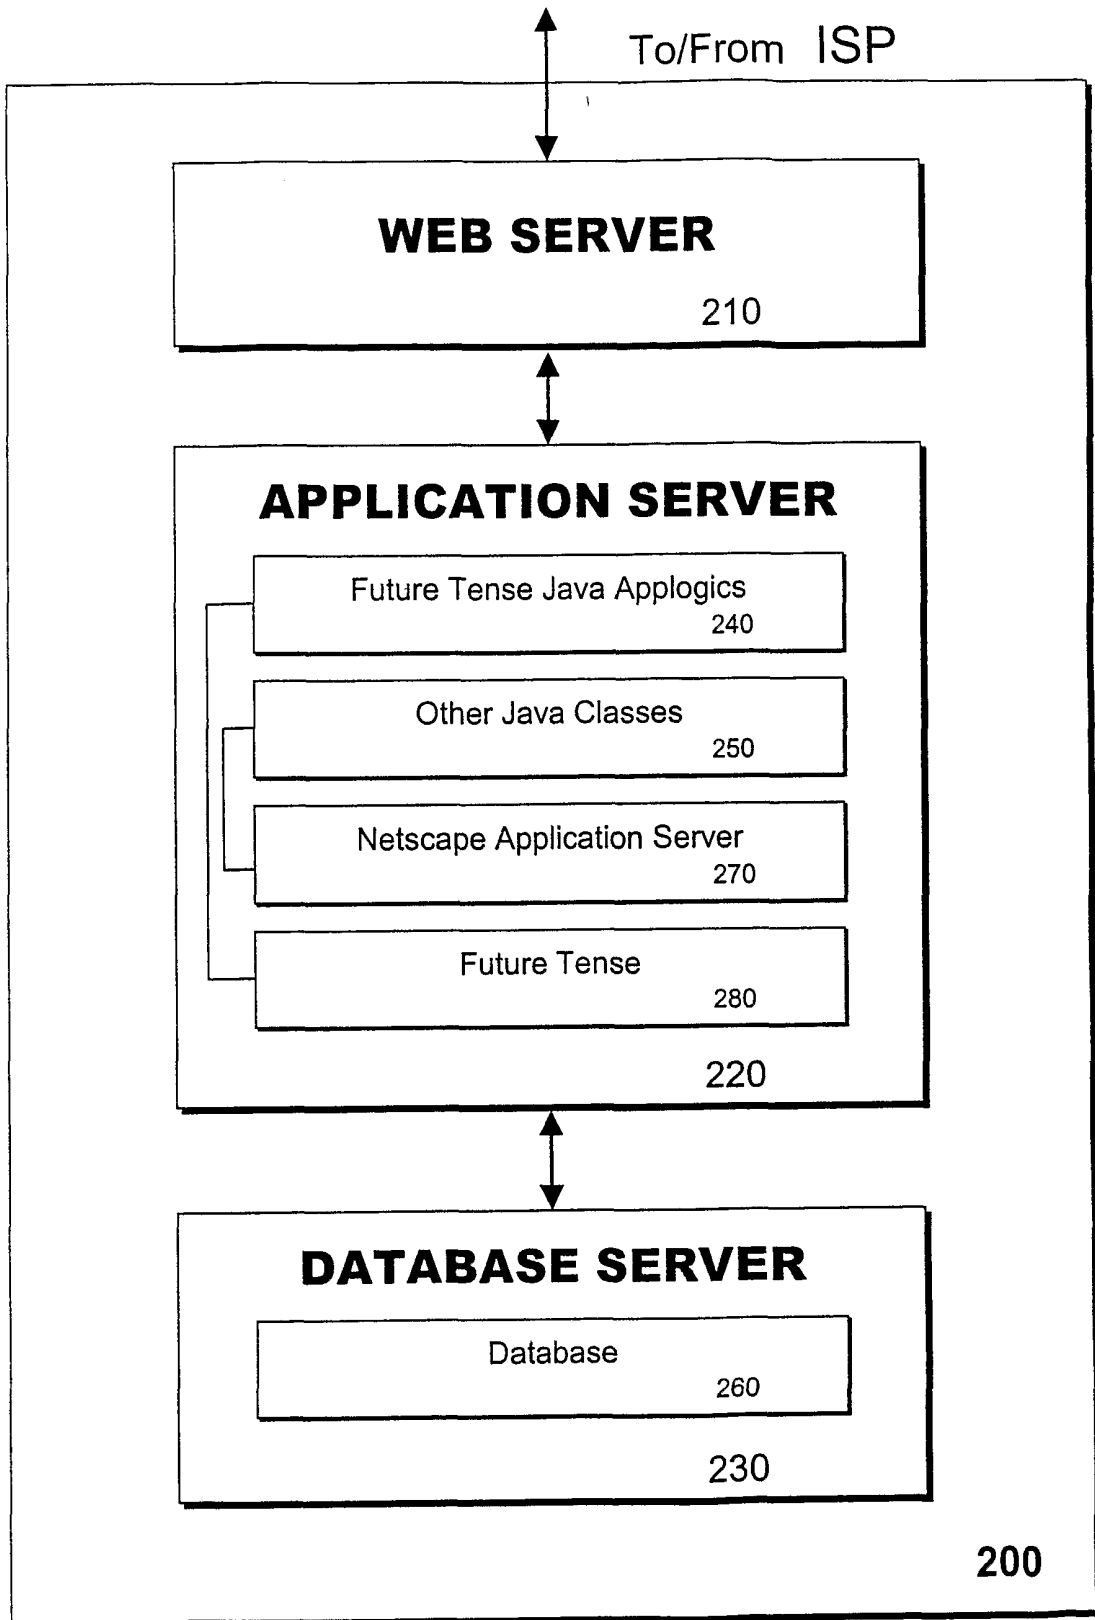 To/From ISP
WEB SERVER
210
APPLICATION SERVER
Future Tense Java Applogics
240
Other Java Classes
250
Netscape Application Server
270
Future Tense
280
220
DATABASE SERVER
Database
260
230
200